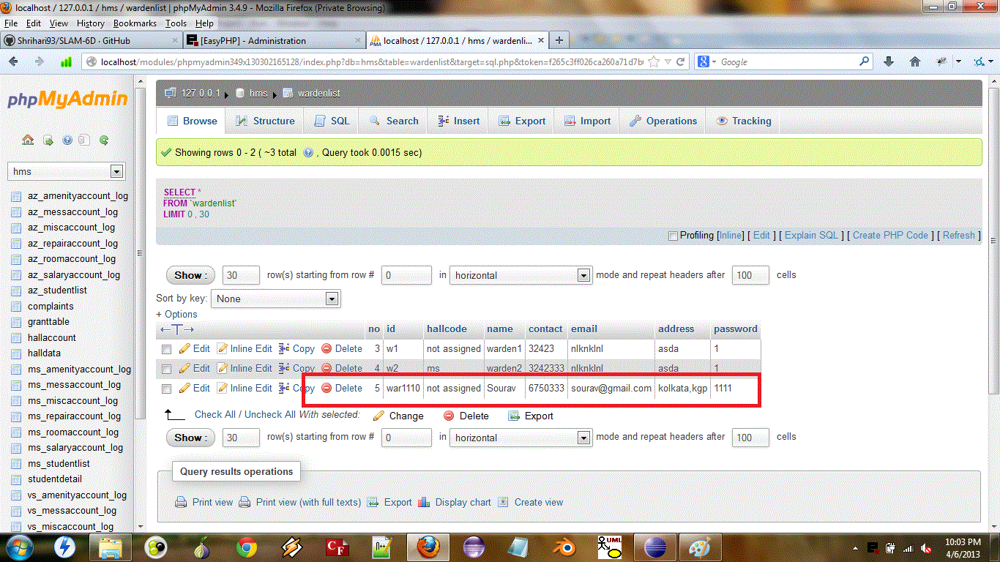 localhost / 127.0.0.1 / hms / wardenlist | phpMyAdmin 3.4.9 - Mozilla Firefox (Private Browsing)
File Edit View History Bookmarks Tools Help
Shrihari93/SLAM-6D · GitHub [EasyPHP] - Administration localhost / 127.0.0.1 / hms / wardenli...
localhost/modules/phpmyadmin349x130302165128/index.php?db=hms&table=wardenlist&target=sql.php&token=f265c3ff026ca260a71d7b Google
phpMyAdmin
hms
az_amenityaccount_log
az_messaccount_log
az_miscaccount_log
az_repairaccount_log
az_roomaccount_log
az_salaryaccount_log
az_studentlist
complaints
granttable
hallaccount
halldata
ms_amenityaccount_log
ms_messaccount_log
ms_miscaccount_log
ms_repairaccount_log
ms_roomaccount_log
ms_salaryaccount_log
ms_studentlist
studentdetail
vs_amenityaccount_log
vs_messaccount_log
vs_miscaccount_log
127.0.0.1 hms wardenlist
Browse Structure SQL Search Insert Export Import Operations Tracking
Showing rows 0 - 2 ( ~3 total , Query took 0.0015 sec)
SELECT *
FROM `wardenlist`
LIMIT 0 , 30
Profiling [Inline] [ Edit ] [ Explain SQL ] [ Create PHP Code ] [ Refresh ]
Show : 30 row(s) starting from row # 0 in horizontal mode and repeat headers after 100 cells
Sort by key: None
+ Options
←T→ no id hallcode name contact email address password
Edit Inline Edit Copy Delete 3 w1 not assigned warden1 32423 nlknklnl asda 1
Edit Inline Edit Copy Delete 4 w2 ms warden2 3242333 nlknklnl asda 1
Edit Inline Edit Copy Delete 5 war1110 not assigned Sourav 6750333 sourav@gmail.com kolkata,kgp 1111
Check All / Uncheck All With selected: Change Delete Export
Show : 30 row(s) starting from row # 0 in horizontal mode and repeat headers after 100 cells
Query results operations
Print view Print view (with full texts) Export Display chart Create view
10:03 PM
4/6/2013